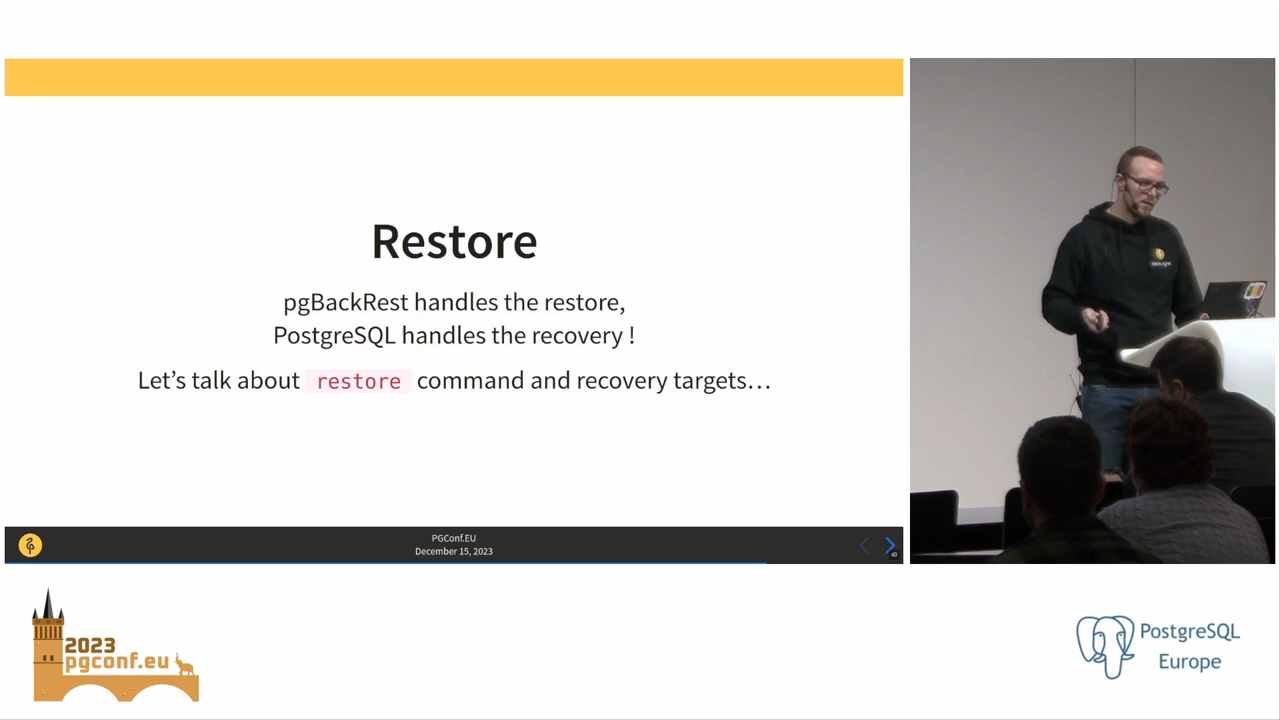 Restore
pgBackRest handles the restore,
PostgreSQL handles the recovery !
Let's talk about restore command and recovery targets…
PGConf.EU
December 15, 2023
40
2023
pgconf.eu
PostgreSQL
Europe